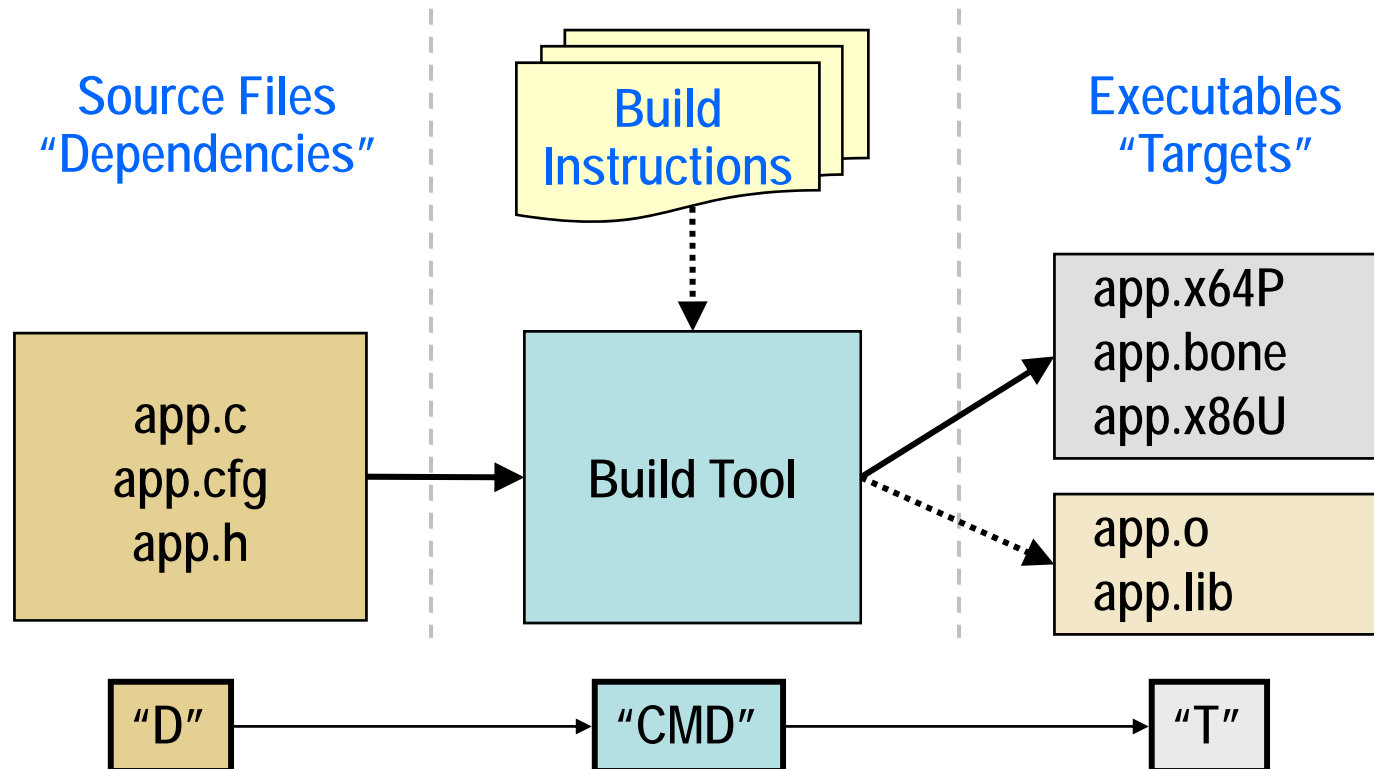 Source Files
“Dependencies”
Build
Instructions
Executables
“Targets”
app.c
app.cfg
app.h
Build Tool
app.x64P
app.bone
app.x86U
app.o
app.lib
“D”
“CMD”
“T”